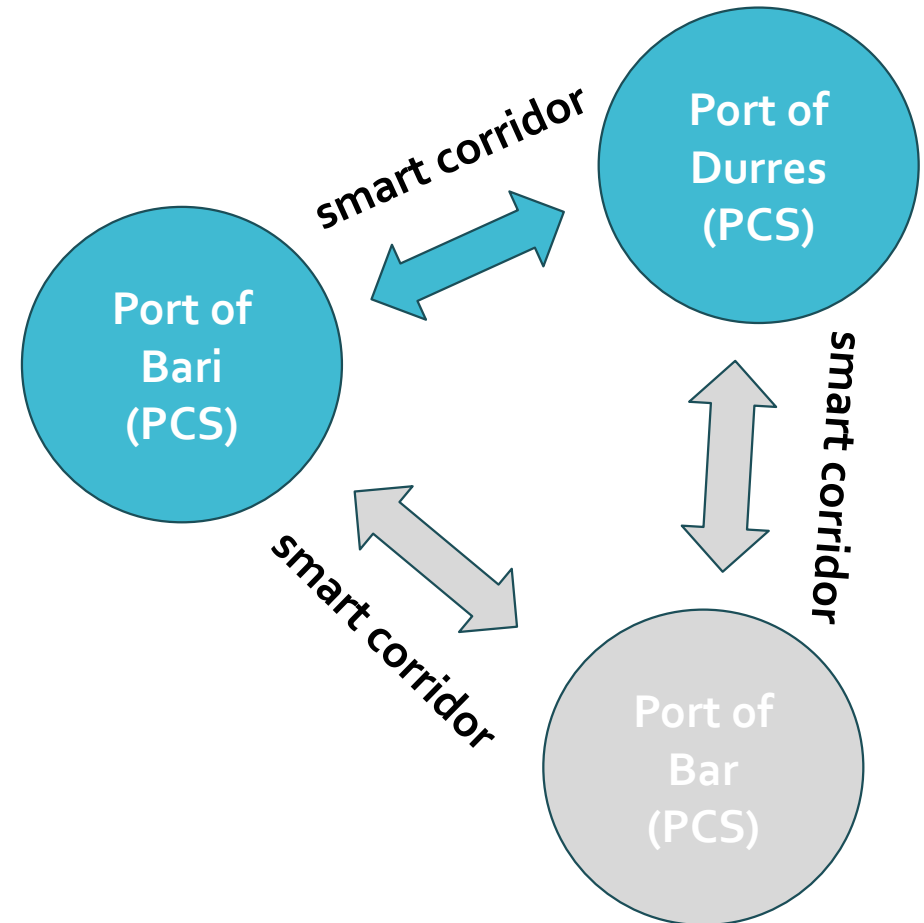 smart corridor
Port of
Durres
(PCS)
Port of
Bari
(PCS)
smart corridor
smart corridor
Port of
Bar
(PCS)